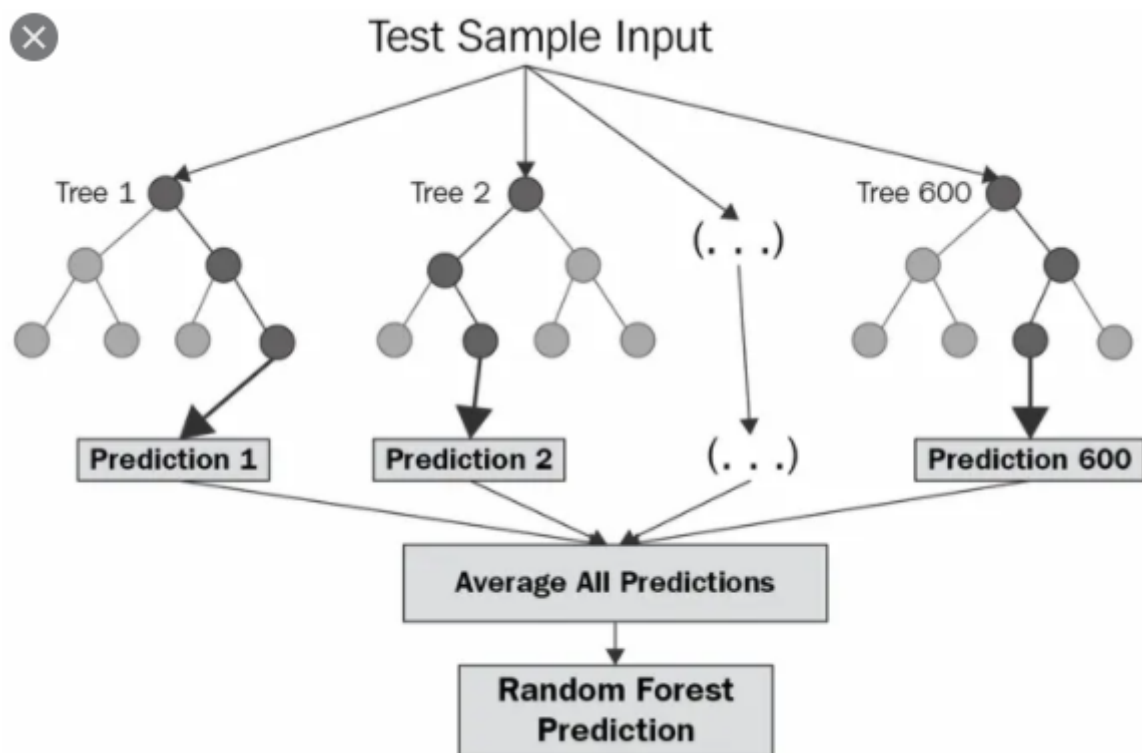 Test Sample Input
Tree 1
Tree 2
Tree 600
(. . .)
(. . .)
Prediction 1
Prediction 2
Prediction 600
Average All Predictions
Random Forest
Prediction